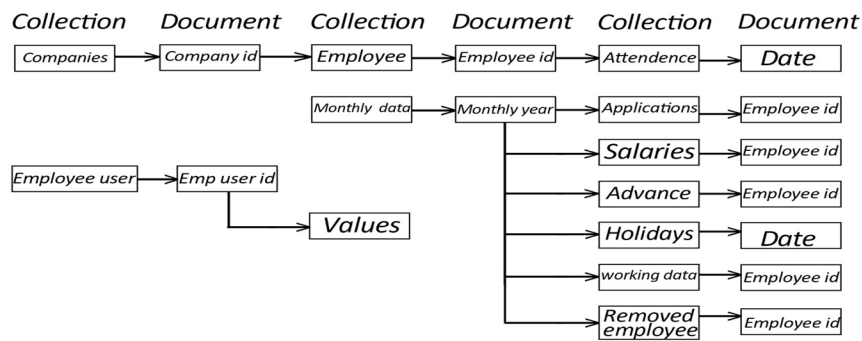 Collection Document Collection Document Collection Document
Companies Company id Employee Employee id Attendence Date
Monthly data Monthly year Applications Employee id
Salaries Employee id
Employee user Emp user id
Advance Employee id
Values
Holidays Date
working data Employee id
Removed
employee
Employee id